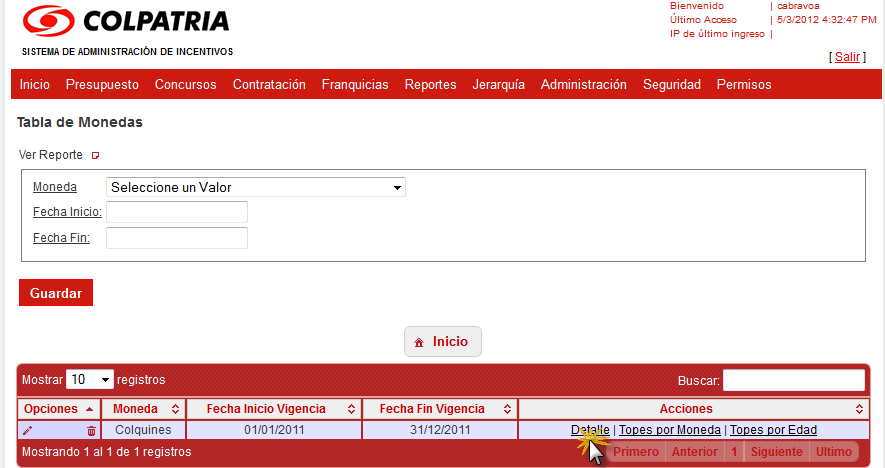 COLPATRIA
SISTEMA DE ADMINISTRACIÓN DE INCENTIVOS
Bienvenido | cabravoa
Último Acceso | 5/3/2012 4:32:47 PM
IP de último ingreso |
[ Salir ]
Inicio Presupuesto Concursos Contratación Franquicias Reportes Jerarquía Administración Seguridad Permisos
Tabla de Monedas
Ver Reporte
Moneda Seleccione un Valor
Fecha Inicio:
Fecha Fin:
Guardar
Inicio
Mostrar 10 registros Buscar:
Opciones Moneda Fecha Inicio Vigencia Fecha Fin Vigencia Acciones
Colquines 01/01/2011 31/12/2011 Detalle | Topes por Moneda | Topes por Edad
Mostrando 1 al 1 de 1 registros Primero Anterior 1 Siguiente Ultimo